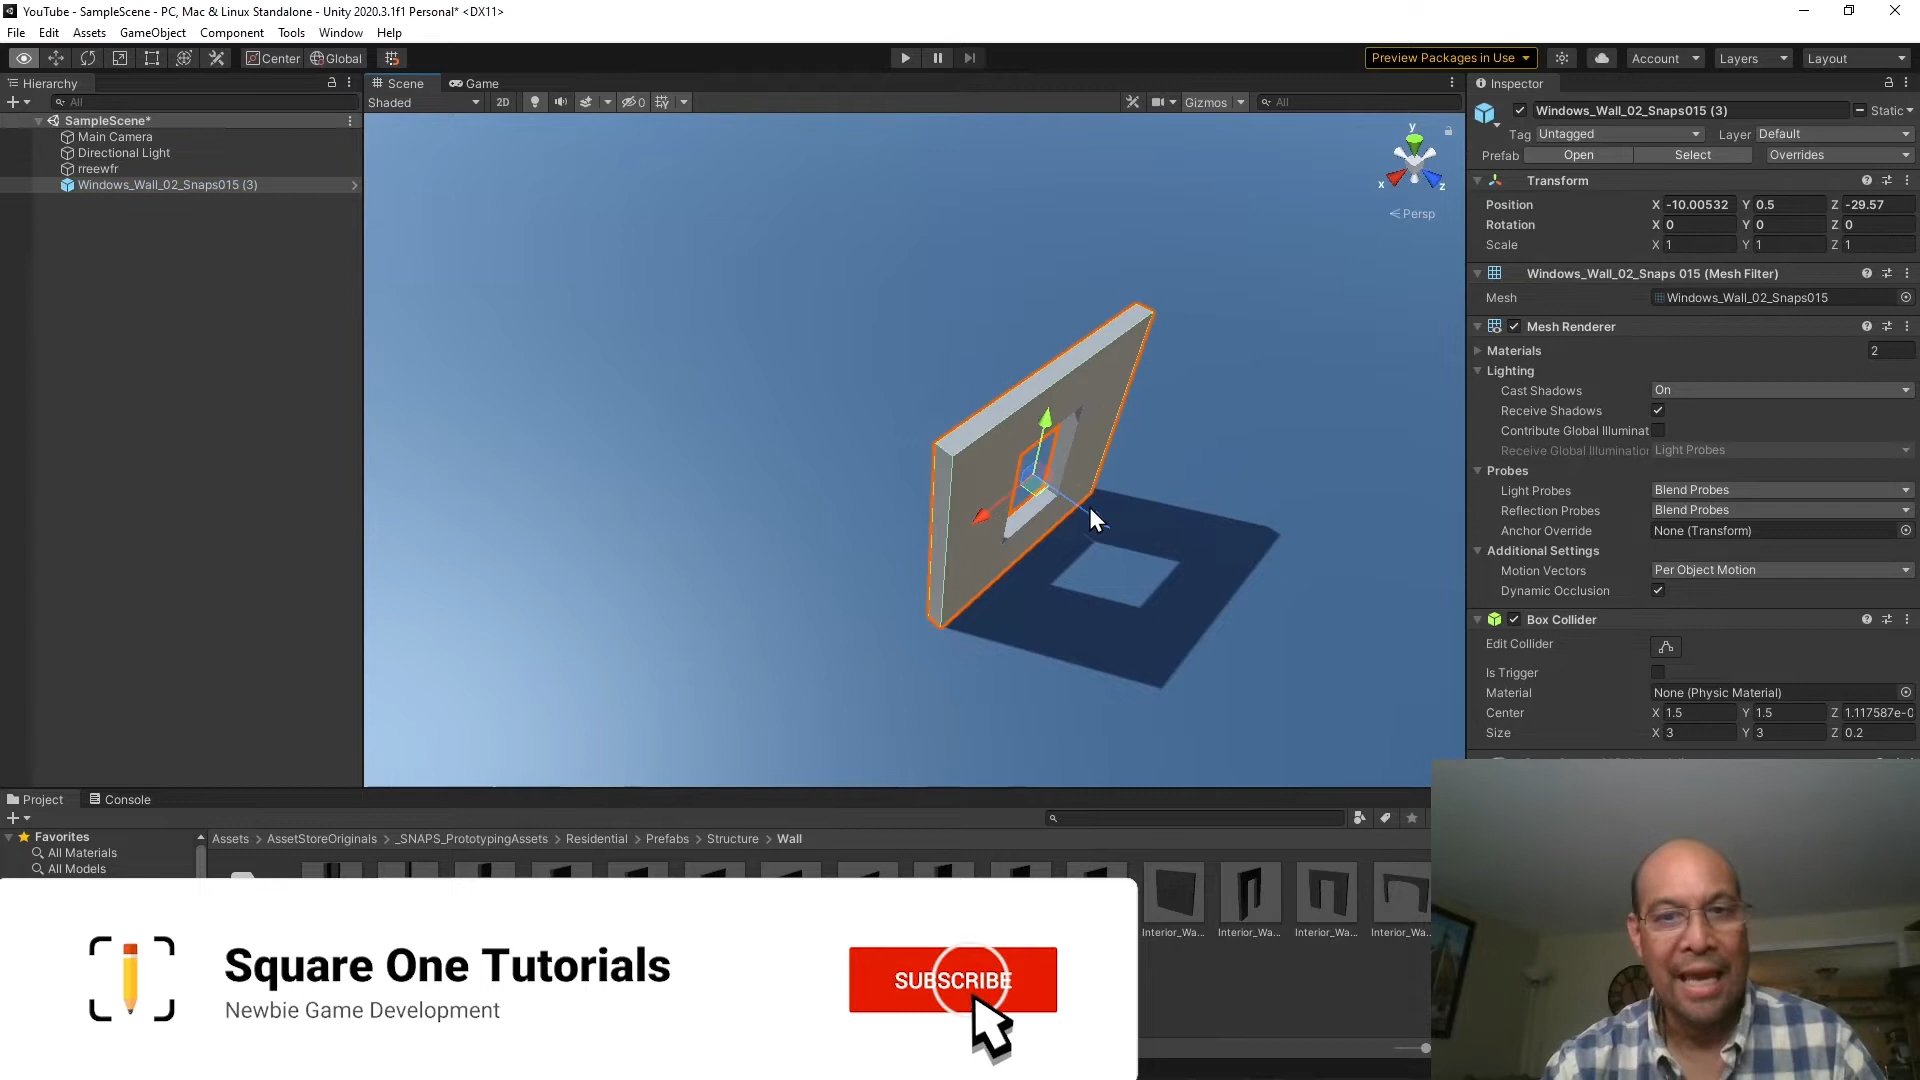 YouTube - SampleScene - PC, Mac & Linux Standalone - Unity 2020.3.1f1 Personal* <DX11>
File Edit Assets GameObject Component Tools Window Help
Center Global Preview Packages in Use Account Layers Layout
Hierarchy Scene Game Inspector
All Shaded 2D 0 Gizmos All
Windows_Wall_02_Snaps015 (3) Static
SampleScene*
Main Camera
Directional Light
rreewfr
Windows_Wall_02_Snaps015 (3)
y
x
z
Persp
Tag Untagged Layer Default
Prefab Open Select Overrides
Transform
Position X -10.00532 Y 0.5 Z -29.57
Rotation X 0 Y 0 Z 0
Scale X 1 Y 1 Z 1
Windows_Wall_02_Snaps 015 (Mesh Filter)
Mesh Windows_Wall_02_Snaps015
Mesh Renderer
Materials 2
Lighting
Cast Shadows On
Receive Shadows
Contribute Global Illuminat
Receive Global Illumination Light Probes
Probes
Light Probes Blend Probes
Reflection Probes Blend Probes
Anchor Override None (Transform)
Additional Settings
Motion Vectors Per Object Motion
Dynamic Occlusion
Box Collider
Edit Collider
Is Trigger
Material None (Physic Material)
Center X 1.5 Y 1.5 Z 1.117587e-0
Size X 3 Y 3 Z 0.2
Project Console
Favorites
All Materials
All Models
Assets > AssetStoreOriginals > _SNAPS_PrototypingAssets > Residential > Prefabs > Structure > Wall
Interior_Wa... Interior_Wa... Interior_Wa... Interior_Wa...
Square One Tutorials
Newbie Game Development
SUBSCRIBE